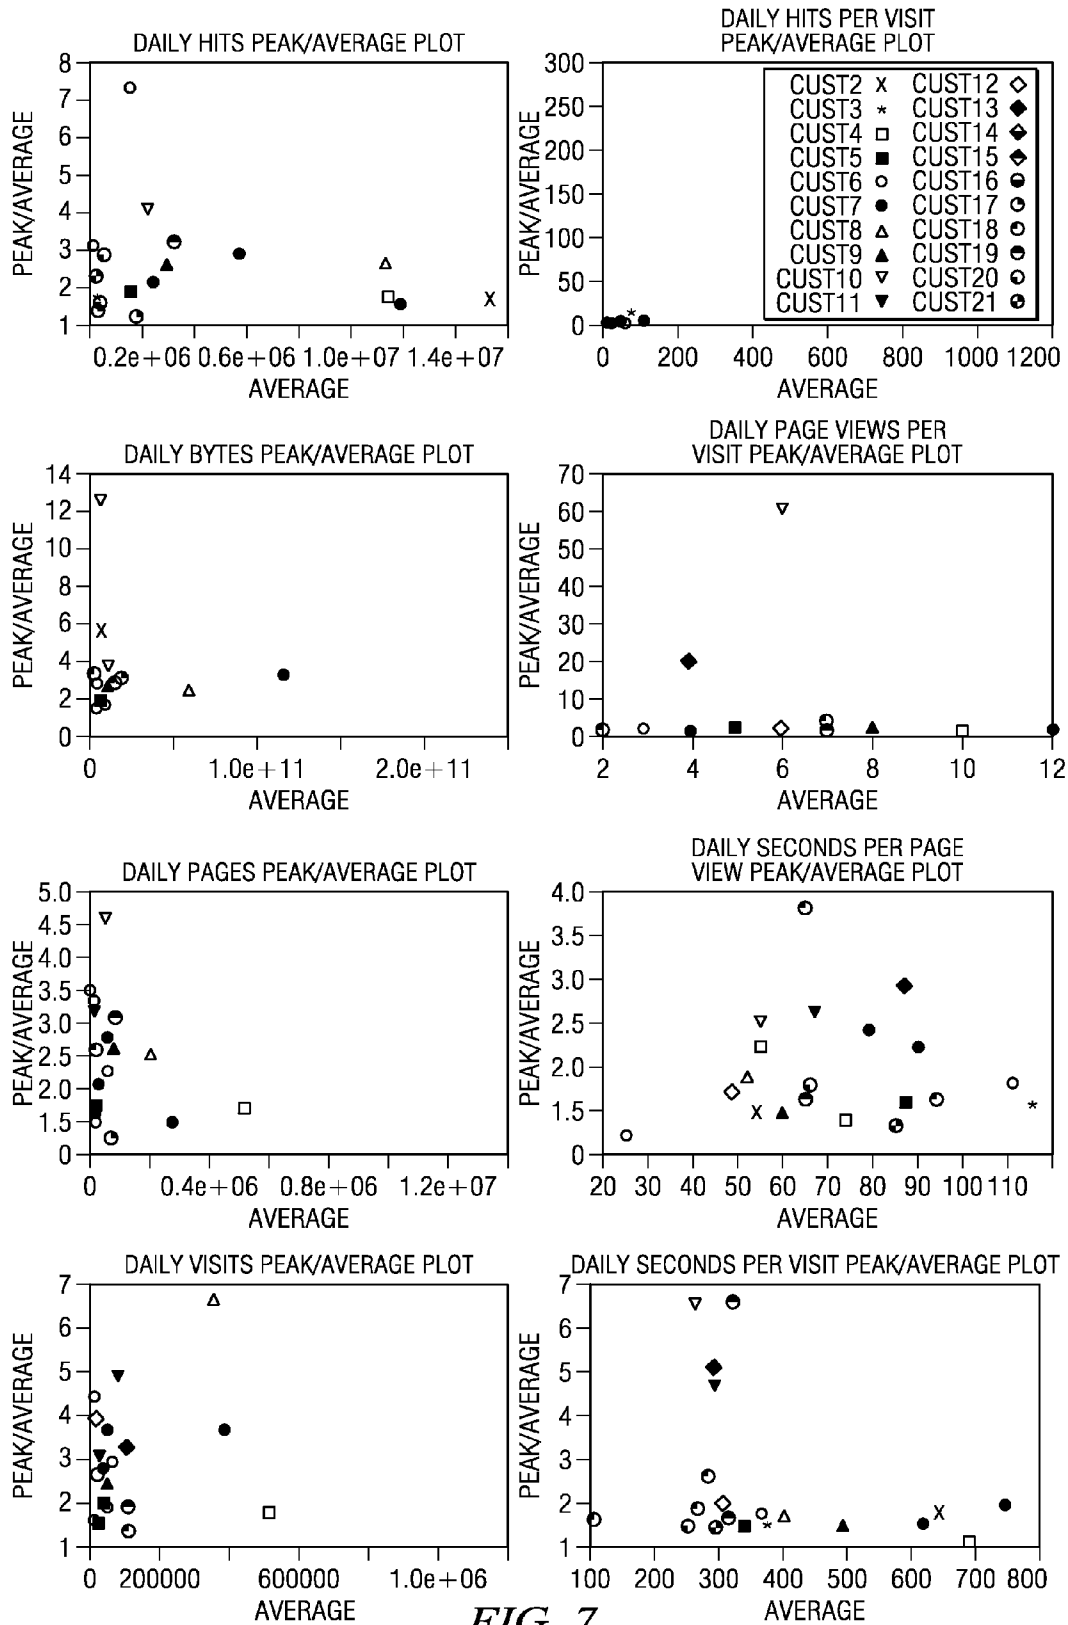 DAILY HITS PEAK/AVERAGE PLOT
PEAK/AVERAGE
8
7
6
5
4
3
2
1
0.2e+06 0.6e+06 1.0e+07 1.4e+07
AVERAGE
DAILY HITS PER VISIT
PEAK/AVERAGE PLOT
PEAK/AVERAGE
300
250
200
150
100
50
0
0 200 400 600 800 1000 1200
AVERAGE
CUST2 CUST12
CUST3 CUST13
CUST4 CUST14
CUST5 CUST15
CUST6 CUST16
CUST7 CUST17
CUST8 CUST18
CUST9 CUST19
CUST10 CUST20
CUST11 CUST21
DAILY BYTES PEAK/AVERAGE PLOT
PEAK/AVERAGE
14
12
10
8
6
4
2
0
0 1.0e+11 2.0e+11
AVERAGE
DAILY PAGE VIEWS PER
VISIT PEAK/AVERAGE PLOT
PEAK/AVERAGE
70
60
50
40
30
20
10
0
2 4 6 8 10 12
AVERAGE
DAILY PAGES PEAK/AVERAGE PLOT
PEAK/AVERAGE
5.0
4.5
4.0
3.5
3.0
2.5
2.0
1.5
0
0 0.4e+06 0.8e+06 1.2e+07
AVERAGE
DAILY SECONDS PER PAGE
VIEW PEAK/AVERAGE PLOT
PEAK/AVERAGE
4.0
3.5
3.0
2.5
2.0
1.5
1.0
20 30 40 50 60 70 80 90 100 110
AVERAGE
DAILY VISITS PEAK/AVERAGE PLOT
PEAK/AVERAGE
7
6
5
4
3
2
1
0 200000 600000 1.0e+06
AVERAGE
DAILY SECONDS PER VISIT PEAK/AVERAGE PLOT
PEAK/AVERAGE
7
6
5
4
3
2
1
100 200 300 400 500 600 700 800
AVERAGE
FIG. 7